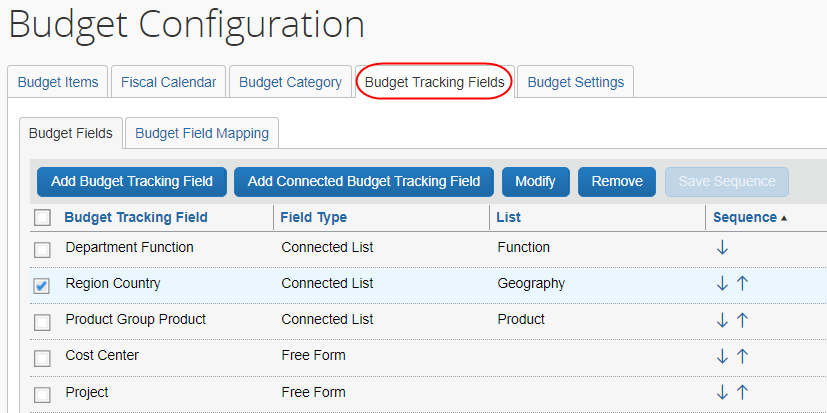 Budget Configuration
Budget Items Fiscal Calendar Budget Category Budget Tracking Fields Budget Settings
Budget Fields Budget Field Mapping
Add Budget Tracking Field Add Connected Budget Tracking Field Modify Remove Save Sequence
Budget Tracking Field Field Type List Sequence
Department Function Connected List Function
Region Country Connected List Geography
Product Group Product Connected List Product
Cost Center Free Form
Project Free Form